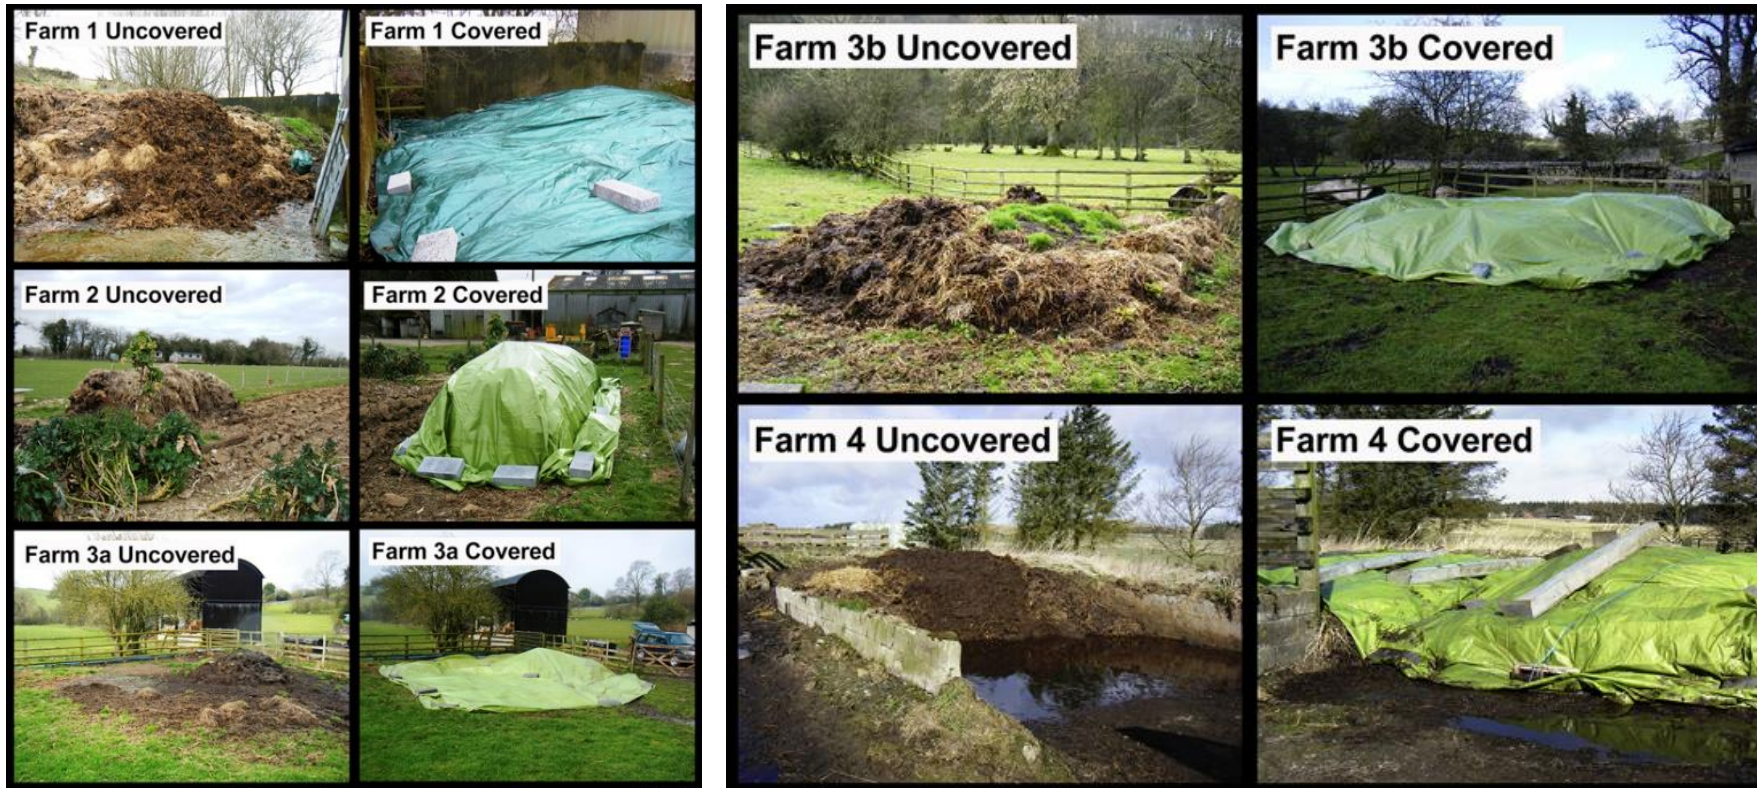 Farm 1 Uncovered
Farm 1 Covered
Farm 2 Uncovered
Farm 2 Covered
Farm 3a Uncovered
Farm 3a Covered
Farm 3b Uncovered
Farm 3b Covered
Farm 4 Uncovered
Farm 4 Covered